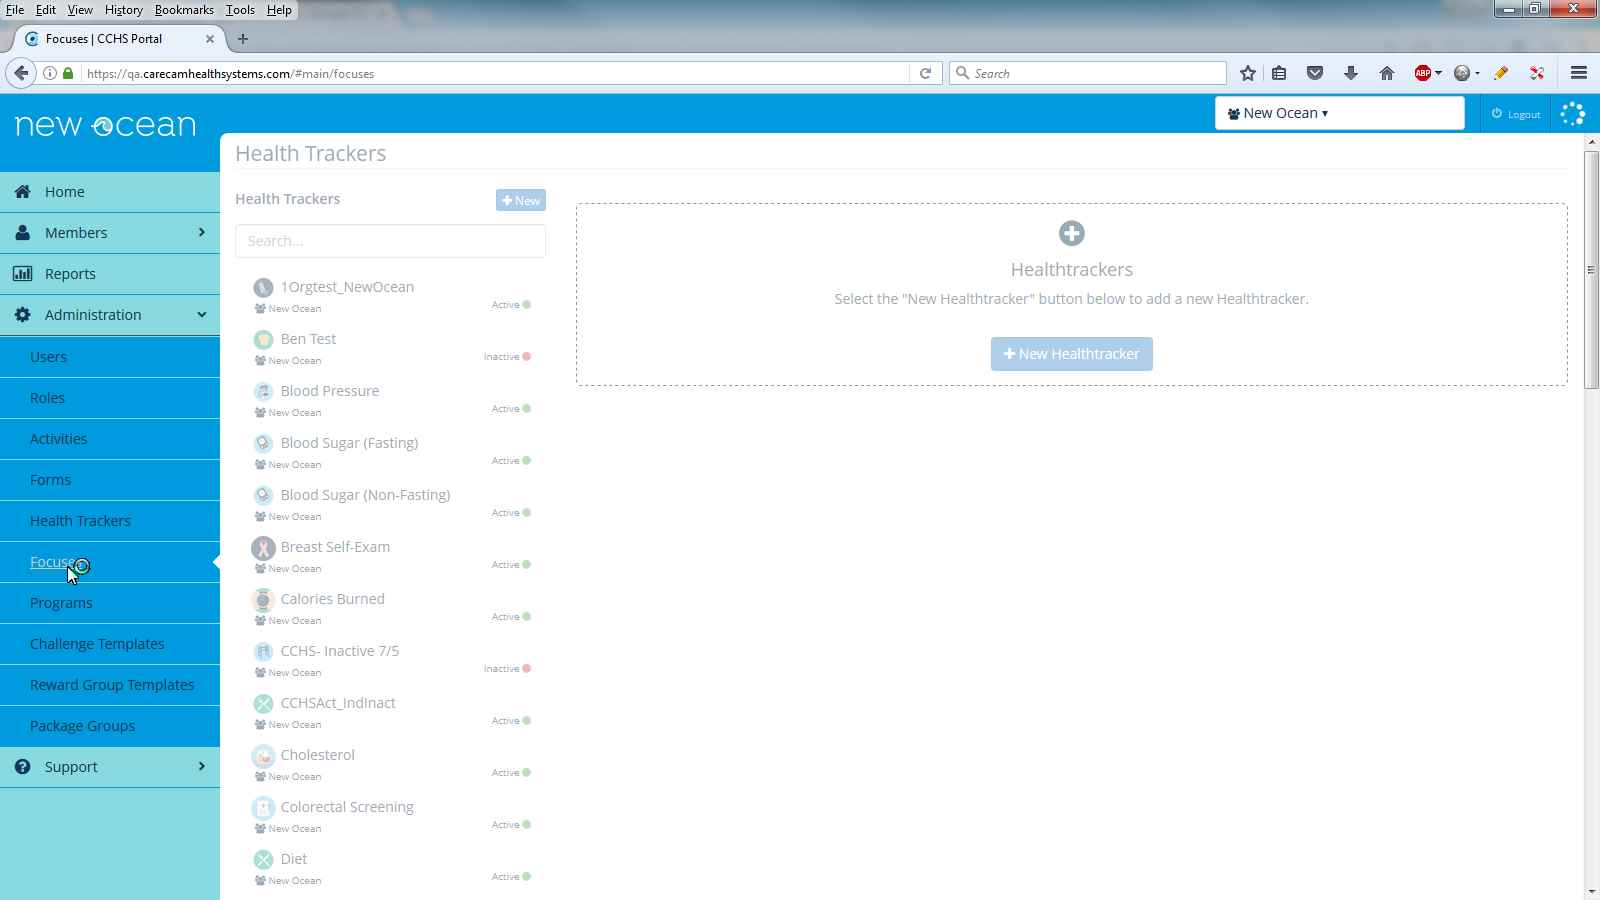 File Edit View History Bookmarks Tools Help
Focuses | CCHS Portal
https://qa.carecamhealthsystems.com/#main/focuses
Search
ABP
new ocean
New Ocean
Logout
Home
Members
Reports
Administration
Users
Roles
Activities
Forms
Health Trackers
Focuses
Programs
Challenge Templates
Reward Group Templates
Package Groups
Support
Health Trackers
Health Trackers
New
Search...
1Orgtest_NewOcean
New Ocean Active
Ben Test
New Ocean Inactive
Blood Pressure
New Ocean Active
Blood Sugar (Fasting)
New Ocean Active
Blood Sugar (Non-Fasting)
New Ocean Active
Breast Self-Exam
New Ocean Active
Calories Burned
New Ocean Active
CCHS- Inactive 7/5
New Ocean Inactive
CCHSAct_IndInact
New Ocean Active
Cholesterol
New Ocean Active
Colorectal Screening
New Ocean Active
Diet
New Ocean Active
Healthtrackers
Select the "New Healthtracker" button below to add a new Healthtracker.
New Healthtracker